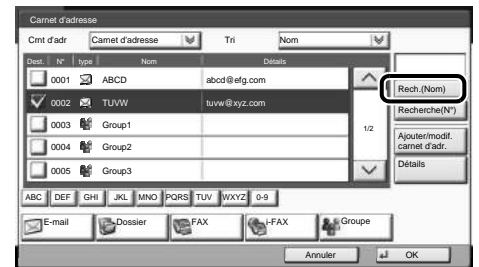 Carnet d'adresse
Crnt d'adr Carnet d'adresse Tri Nom
Dest. N° type Nom Détails
0001 ABCD abcd@efg.com
0002 TUVW tuvw@xyz.com
0003 Group1
0004 Group2
0005 Group3
1/2
Rech.(Nom)
Recherche(N°)
Ajouter/modif.
carnet d'adr.
Détails
ABC DEF GHI JKL MNO PQRS TUV WXYZ 0-9
E-mail Dossier FAX i-FAX Groupe
Annuler OK